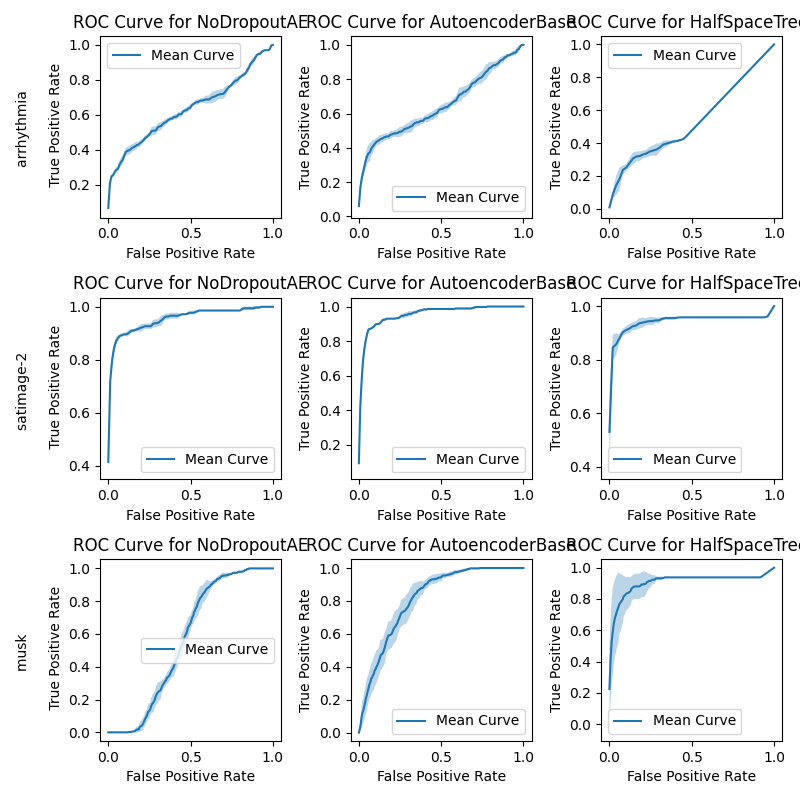 ROC Curve for NoDropoutAE
ROC Curve for AutoencoderBase
ROC Curve for HalfSpaceTree
arrhythmia
True Positive Rate
1.0
0.8
0.6
0.4
0.2
Mean Curve
0.0 0.5 1.0
False Positive Rate
True Positive Rate
1.0
0.8
0.6
0.4
0.2
0.0
Mean Curve
0.0 0.5 1.0
False Positive Rate
True Positive Rate
1.0
0.8
0.6
0.4
0.2
0.0
Mean Curve
0.0 0.5 1.0
False Positive Rate
ROC Curve for NoDropoutAE
ROC Curve for AutoencoderBase
ROC Curve for HalfSpaceTree
satimage-2
True Positive Rate
1.0
0.8
0.6
0.4
Mean Curve
0.0 0.5 1.0
False Positive Rate
True Positive Rate
1.0
0.8
0.6
0.4
0.2
Mean Curve
0.0 0.5 1.0
False Positive Rate
True Positive Rate
1.0
0.8
0.6
0.4
Mean Curve
0.0 0.5 1.0
False Positive Rate
ROC Curve for NoDropoutAE
ROC Curve for AutoencoderBase
ROC Curve for HalfSpaceTree
musk
True Positive Rate
1.0
0.8
0.6
0.4
0.2
0.0
Mean Curve
0.0 0.5 1.0
False Positive Rate
True Positive Rate
1.0
0.8
0.6
0.4
0.2
0.0
Mean Curve
0.0 0.5 1.0
False Positive Rate
True Positive Rate
1.0
0.8
0.6
0.4
0.2
0.0
Mean Curve
0.0 0.5 1.0
False Positive Rate